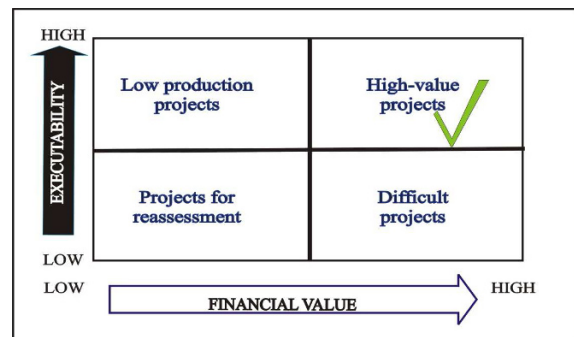 HIGH
Low production
projects
High-value
projects
EXECUTABILITY
Projects for
reassessment
Difficult
projects
LOW
LOW
HIGH
FINANCIAL VALUE